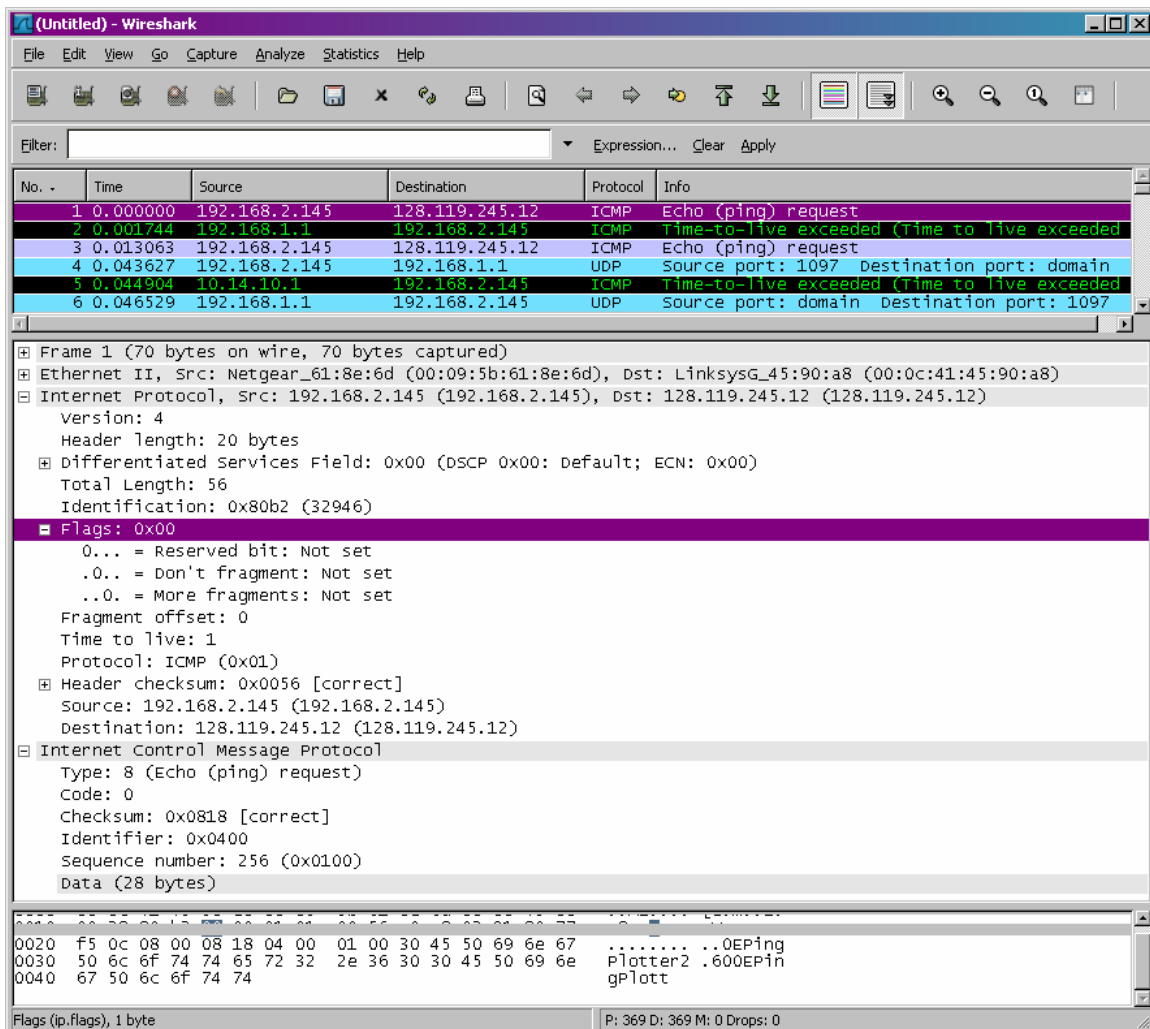 (Untitled) - Wireshark
File Edit View Go Capture Analyze Statistics Help
Filter: Expression... Clear Apply
No. Time Source Destination Protocol Info
1 0.000000 192.168.2.145 128.119.245.12 ICMP Echo (ping) request
2 0.001744 192.168.1.1 192.168.2.145 ICMP Time-to-live exceeded (Time to live exceeded
3 0.013063 192.168.2.145 128.119.245.12 ICMP Echo (ping) request
4 0.043627 192.168.2.145 192.168.1.1 UDP Source port: 1097 Destination port: domain
5 0.044904 10.14.10.1 192.168.2.145 ICMP Time-to-live exceeded (Time to live exceeded
6 0.046529 192.168.1.1 192.168.2.145 UDP Source port: domain Destination port: 1097
Frame 1 (70 bytes on wire, 70 bytes captured)
Ethernet II, Src: Netgear_61:8e:6d (00:09:5b:61:8e:6d), Dst: LinksysG_45:90:a8 (00:0c:41:45:90:a8)
Internet Protocol, Src: 192.168.2.145 (192.168.2.145), Dst: 128.119.245.12 (128.119.245.12)
Version: 4
Header length: 20 bytes
Differentiated Services Field: 0x00 (DSCP 0x00: Default; ECN: 0x00)
Total Length: 56
Identification: 0x80b2 (32946)
Flags: 0x00
0... = Reserved bit: Not set
.0.. = Don't fragment: Not set
..0. = More fragments: Not set
Fragment offset: 0
Time to live: 1
Protocol: ICMP (0x01)
Header checksum: 0x0056 [correct]
Source: 192.168.2.145 (192.168.2.145)
Destination: 128.119.245.12 (128.119.245.12)
Internet Control Message Protocol
Type: 8 (Echo (ping) request)
Code: 0
Checksum: 0x0818 [correct]
Identifier: 0x0400
Sequence number: 256 (0x0100)
Data (28 bytes)
0020 f5 0c 08 00 08 18 04 00 01 00 30 45 50 69 6e 67 ........ ..0EPing
0030 50 6c 6f 74 74 65 72 32 2e 36 30 30 45 50 69 6e Plotter2 .600EPin
0040 67 50 6c 6f 74 74 gPlott
Flags (ip.flags), 1 byte P: 369 D: 369 M: 0 Drops: 0